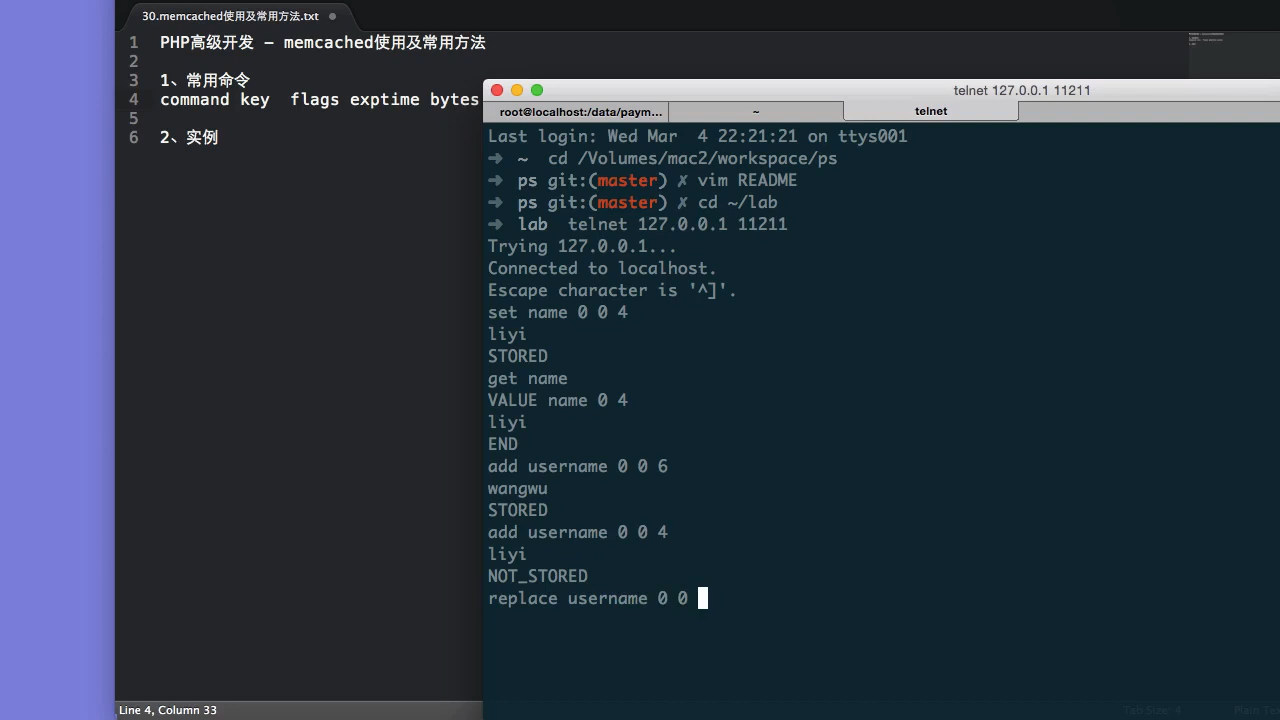 30.memcached使用及常用方法.txt
1 PHP高级开发 – memcached使用及常用方法
2
3 1、常用命令
4 command key  flags exptime bytes
5
6 2、实例
telnet 127.0.0.1 11211
root@localhost:/data/paym... ~ telnet
Last login: Wed Mar  4 22:21:21 on ttys001
➜  ~  cd /Volumes/mac2/workspace/ps
➜  ps git:(master) ✗ vim README
➜  ps git:(master) ✗ cd ~/lab
➜  lab  telnet 127.0.0.1 11211
Trying 127.0.0.1...
Connected to localhost.
Escape character is '^]'.
set name 0 0 4
liyi
STORED
get name
VALUE name 0 4
liyi
END
add username 0 0 6
wangwu
STORED
add username 0 0 4
liyi
NOT_STORED
replace username 0 0
Line 4, Column 33
Tab Size: 4